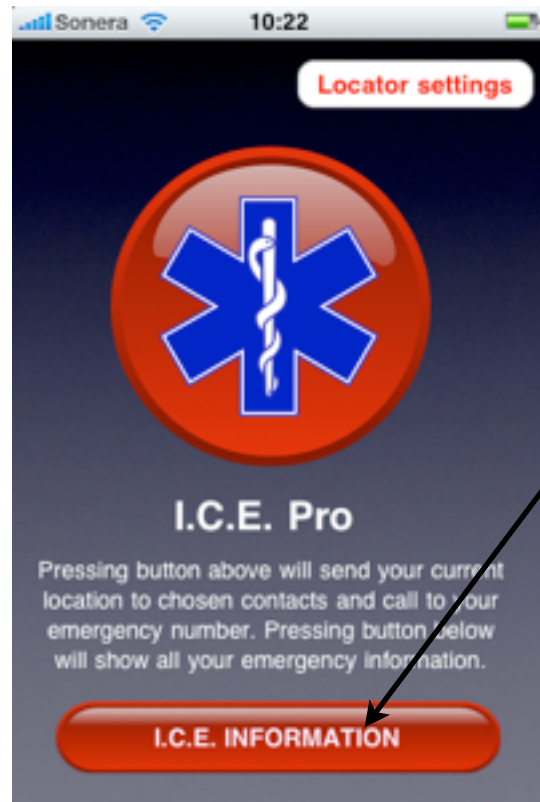 Sonera 10:22
Locator settings
I.C.E. Pro
Pressing button above will send your current
location to chosen contacts and call to your
emergency number. Pressing button below
will show all your emergency information.
I.C.E. INFORMATION